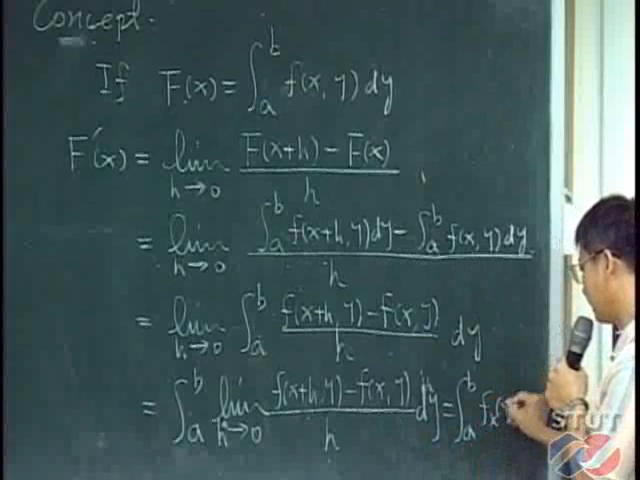 Concept.
If F(x) = ∫_a^b f(x, y) dy
F'(x) = lim_{h→0} (F(x+h) − F(x)) / h
= lim_{h→0} (∫_a^b f(x+h, y) dy − ∫_a^b f(x, y) dy) / h
= lim_{h→0} ∫_a^b (f(x+h, y) − f(x, y)) / h dy
= ∫_a^b lim_{h→0} (f(x+h, y) − f(x, y)) / h dy = ∫_a^b f_x(
STUT